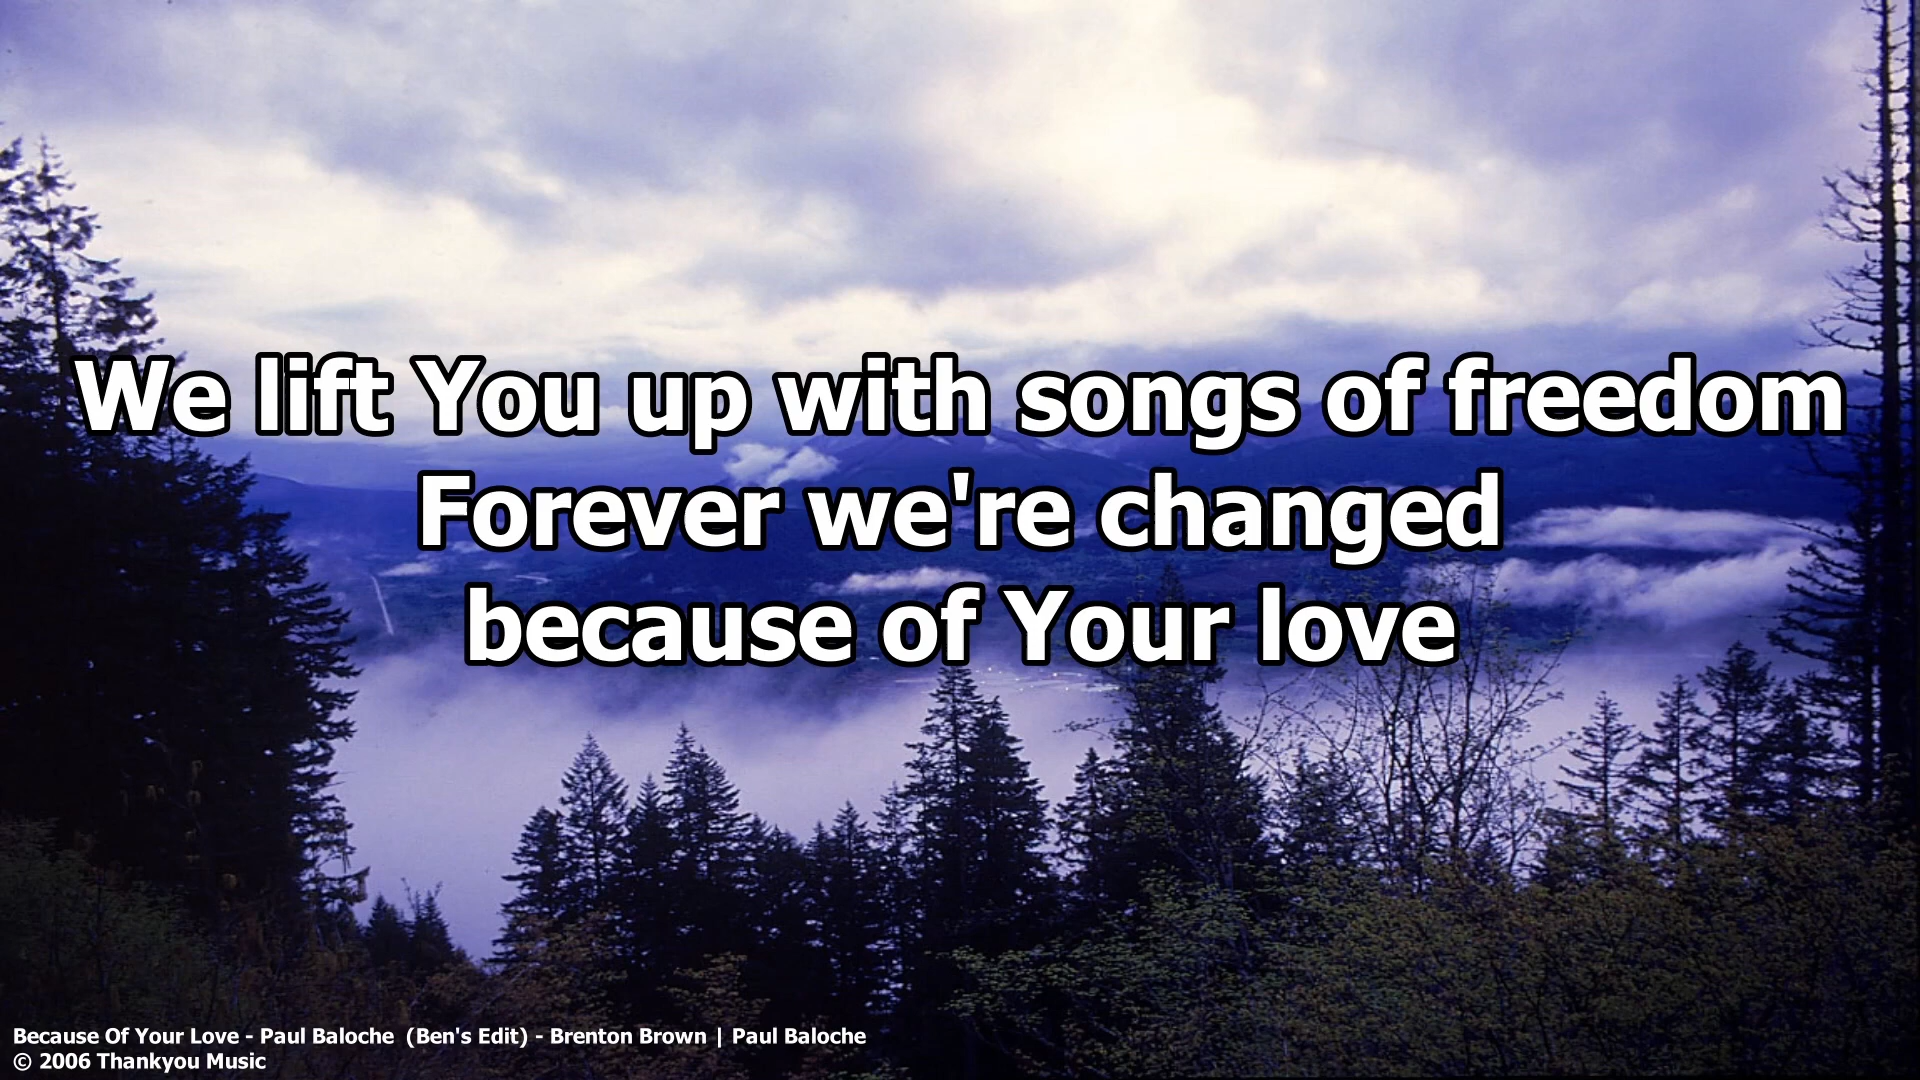 We lift You up with songs of freedom
Forever we're changed
because of Your love
Because Of Your Love - Paul Baloche  (Ben's Edit) - Brenton Brown | Paul Baloche
© 2006 Thankyou Music